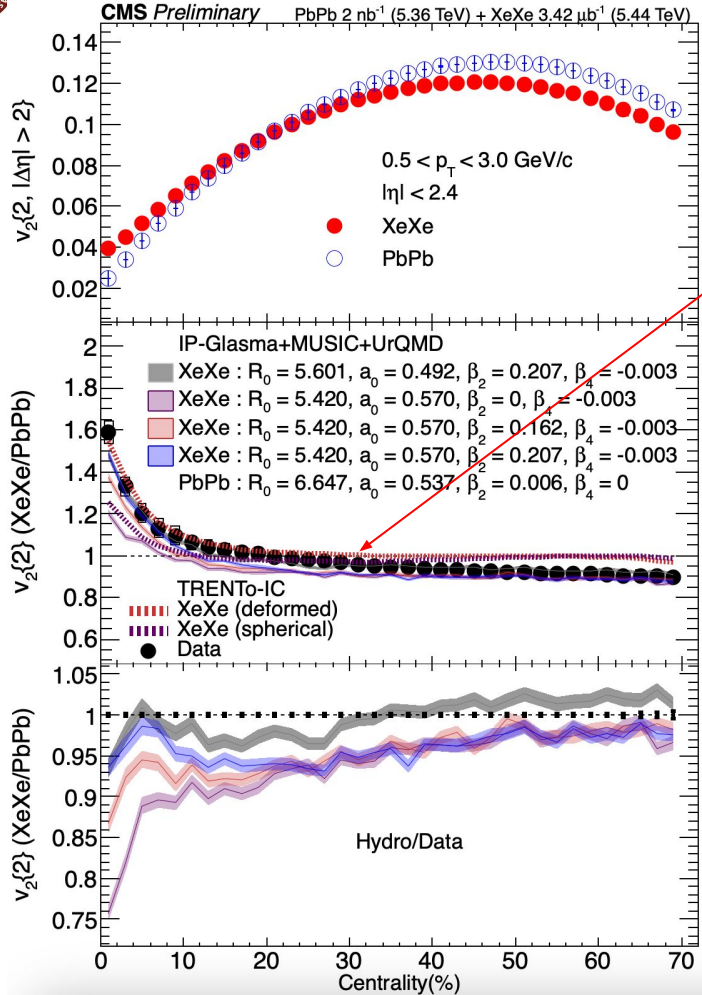 CMS Preliminary PbPb 2 nb⁻¹ (5.36 TeV) + XeXe 3.42 μb⁻¹ (5.44 TeV)
0.14
0.12
0.1
0.08
0.06
0.04
0.02
v₂{2, |Δη| > 2}
0.5 < p_T < 3.0 GeV/c
|η| < 2.4
XeXe
PbPb
2
1.8
1.6
1.4
1.2
1
0.8
0.6
v₂{2} (XeXe/PbPb)
IP-Glasma+MUSIC+UrQMD
XeXe : R₀ = 5.601, a₀ = 0.492, β₂ = 0.207, β₄ = -0.003
XeXe : R₀ = 5.420, a₀ = 0.570, β₂ = 0, β₄ = -0.003
XeXe : R₀ = 5.420, a₀ = 0.570, β₂ = 0.162, β₄ = -0.003
XeXe : R₀ = 5.420, a₀ = 0.570, β₂ = 0.207, β₄ = -0.003
PbPb : R₀ = 6.647, a₀ = 0.537, β₂ = 0.006, β₄ = 0
TRENTo-IC
XeXe (deformed)
XeXe (spherical)
Data
1.05
1
0.95
0.9
0.85
0.8
0.75
v₂{2} (XeXe/PbPb)
Hydro/Data
0 10 20 30 40 50 60 70
Centrality(%)